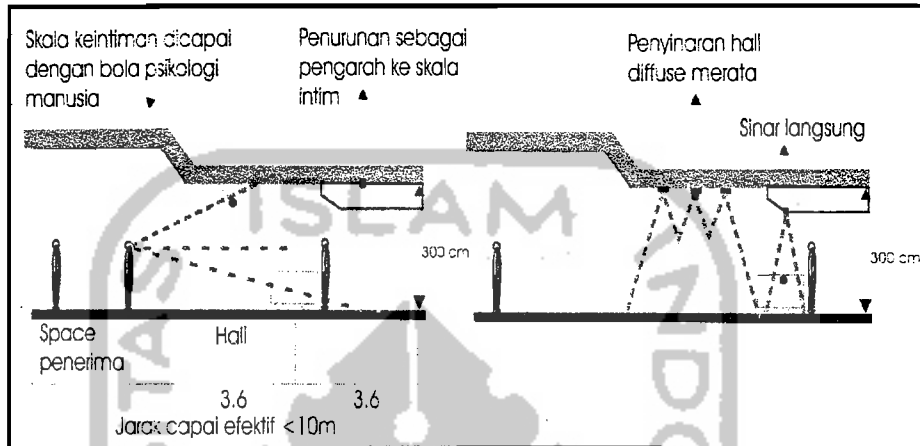 Skala keintiman dicapai
dengan bola psikologi
manusia
Penurunan sebagai
pengarah ke skala
intim
Penyinaran hall
diffuse merata
Sinar langsung
300 cm
300 cm
Space
penerima
Hall
3.6
3.6
Jarak capai efektif <10m
ISLAM